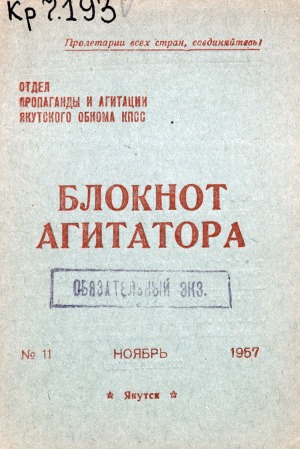 Кр 7.193
Пролетарии всех стран, соединяйтесь!
ОТДЕЛ
ПРОПАГАНДЫ И АГИТАЦИИ
ЯКУТСКОГО ОБКОМА КПСС
БЛОКНОТ
АГИТАТОРА
ОБЯЗАТЕЛЬНЫЙ ЭКЗ.
№ 11 НОЯБРЬ 1957
☆ Якутск ☆